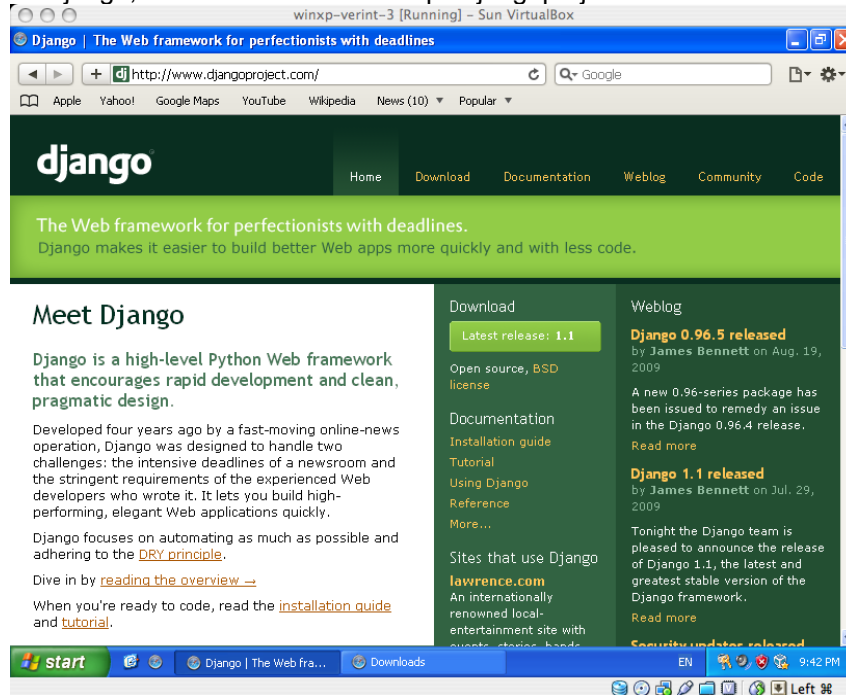 winxp-verint-3 [Running] – Sun VirtualBox
Django | The Web framework for perfectionists with deadlines
http://www.djangoproject.com/
Google
Apple Yahoo! Google Maps YouTube Wikipedia News (10) ▼ Popular ▼
django
Home Download Documentation Weblog Community Code
The Web framework for perfectionists with deadlines.
Django makes it easier to build better Web apps more quickly and with less code.
Meet Django
Django is a high-level Python Web framework
that encourages rapid development and clean,
pragmatic design.
Developed four years ago by a fast-moving online-news
operation, Django was designed to handle two
challenges: the intensive deadlines of a newsroom and
the stringent requirements of the experienced Web
developers who wrote it. It lets you build high-
performing, elegant Web applications quickly.
Django focuses on automating as much as possible and
adhering to the DRY principle.
Dive in by reading the overview →
When you're ready to code, read the installation guide
and tutorial.
Download
Latest release: 1.1
Open source, BSD
license
Documentation
Installation guide
Tutorial
Using Django
Reference
More...
Sites that use Django
lawrence.com
An internationally
renowned local-
entertainment site with
events, stories, bands,
Weblog
Django 0.96.5 released
by James Bennett on Aug. 19,
2009
A new 0.96-series package has
been issued to remedy an issue
in the Django 0.96.4 release.
Read more
Django 1.1 released
by James Bennett on Jul. 29,
2009
Tonight the Django team is
pleased to announce the release
of Django 1.1, the latest and
greatest stable version of the
Django framework.
Read more
Security updates released
start
Django | The Web fra...
Downloads
EN
9:42 PM
Left ⌘